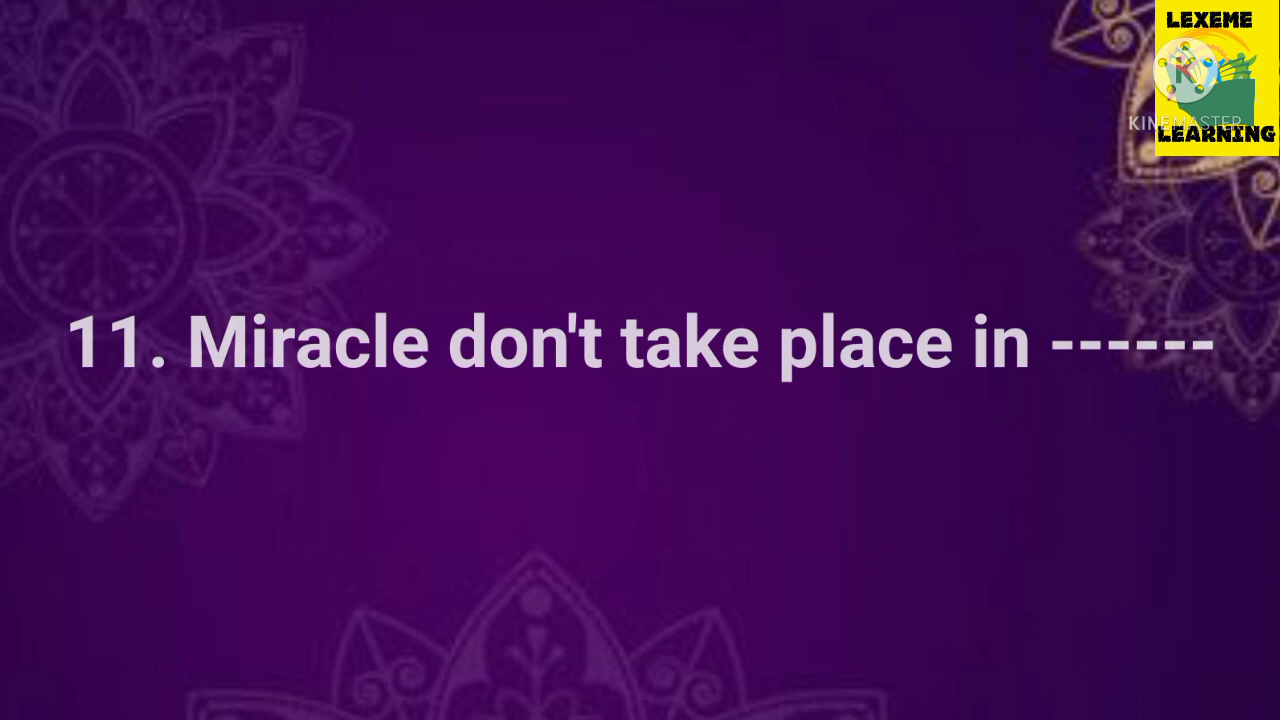 LEXEME
K
KINEMASTER
LEARNING
11. Miracle don't take place in ------